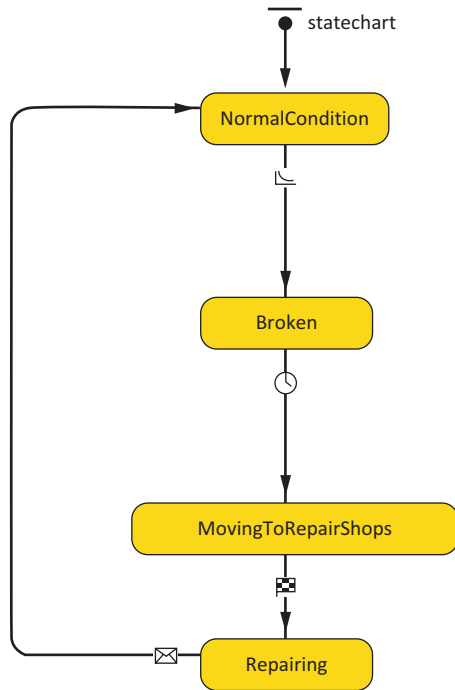 statechart
NormalCondition
Broken
MovingToRepairShops
Repairing